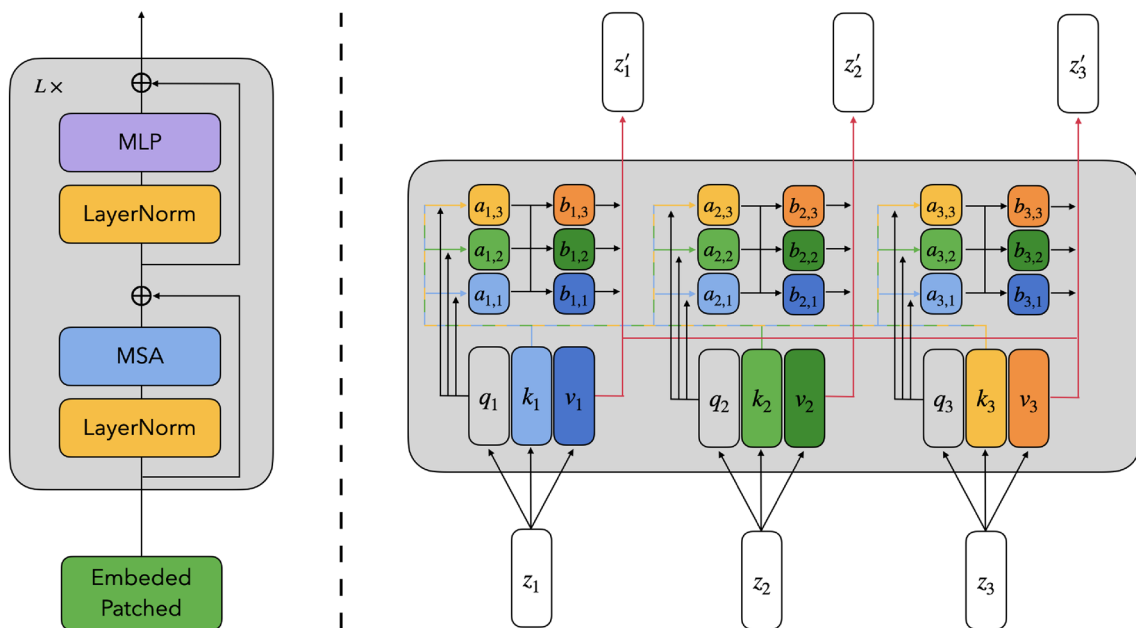 L×
MLP
LayerNorm
MSA
LayerNorm
Embeded
Patched
z′₁ z′₂ z′₃
a₁,₃ b₁,₃ a₂,₃ b₂,₃ a₃,₃ b₃,₃
a₁,₂ b₁,₂ a₂,₂ b₂,₂ a₃,₂ b₃,₂
a₁,₁ b₁,₁ a₂,₁ b₂,₁ a₃,₁ b₃,₁
q₁ k₁ v₁ q₂ k₂ v₂ q₃ k₃ v₃
z₁ z₂ z₃